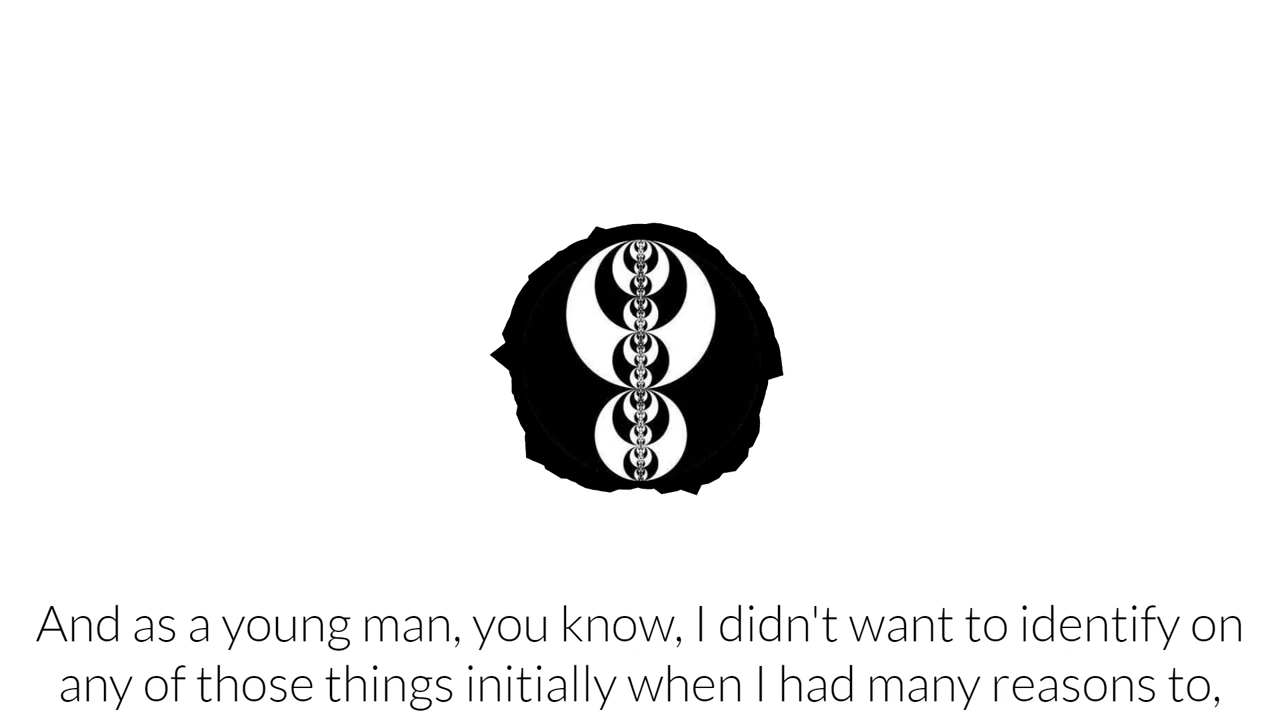 And as a young man, you know, I didn't want to identify on
any of those things initially when I had many reasons to,